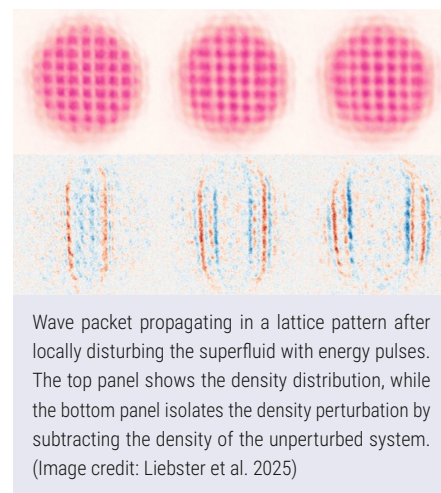 Wave packet propagating in a lattice pattern after
locally disturbing the superfluid with energy pulses.
The top panel shows the density distribution, while
the bottom panel isolates the density perturbation by
subtracting the density of the unperturbed system.
(Image credit: Liebster et al. 2025)